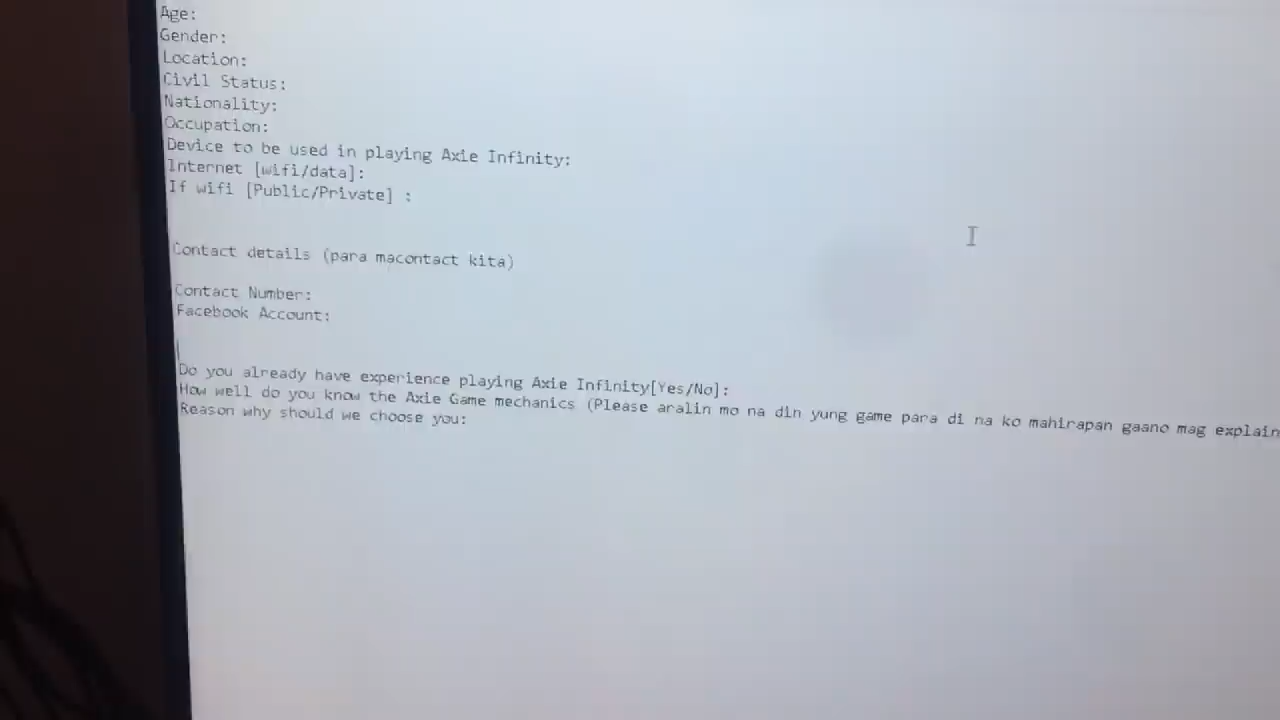 Age:
Gender:
Location:
Civil Status:
Nationality:
Occupation:
Device to be used in playing Axie Infinity:
Internet [wifi/data]:
If wifi [Public/Private] :
Contact details (para macontact kita)
Contact Number:
Facebook Account:
Do you already have experience playing Axie Infinity[Yes/No]:
How well do you know the Axie Game mechanics (Please aralin mo na din yung game para di na ko mahirapan gaano mag explain
Reason why should we choose you: